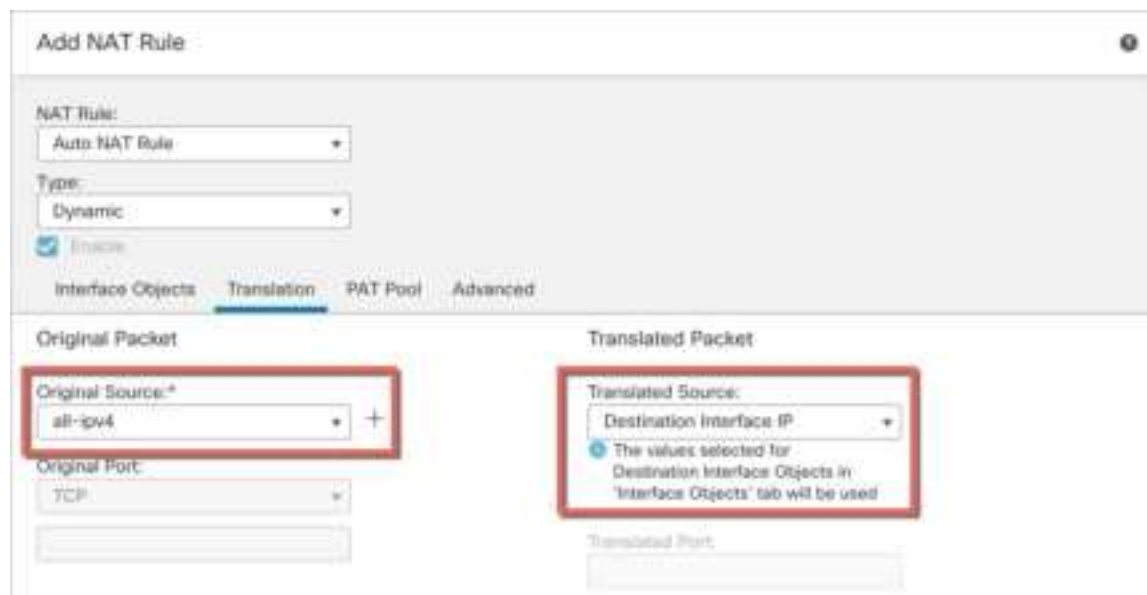 Add NAT Rule
NAT Rule:
Auto NAT Rule
Type:
Dynamic
Enable
Interface Objects Translation PAT Pool Advanced
Original Packet
Translated Packet
Original Source:*
all-ipv4
+
Translated Source:
Destination Interface IP
The values selected for
Destination Interface Objects in
'Interface Objects' tab will be used
Original Port:
TCP
Translated Port: